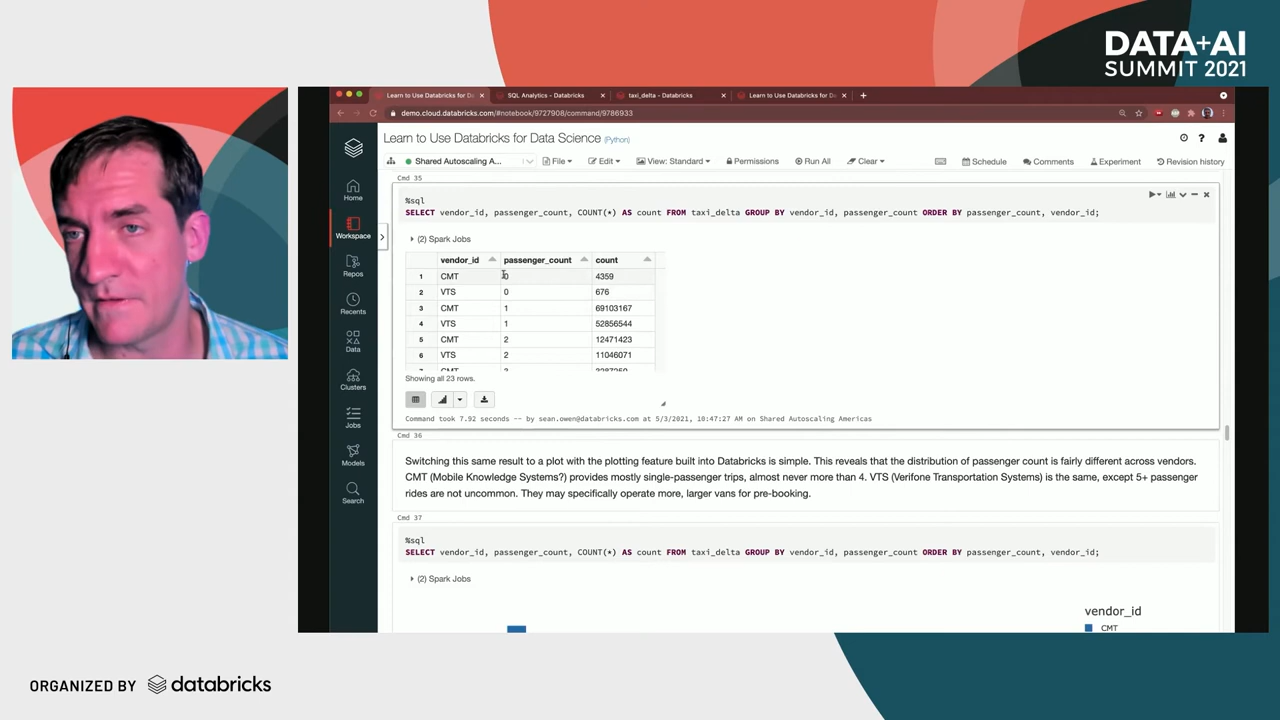 DATA+AI
SUMMIT 2021
Learn to Use Databricks for Da
SQL Analytics - Databricks
taxi_delta - Databricks
Learn to Use Databricks for Da
demo.cloud.databricks.com/#notebook/9727908/command/9786933
Learn to Use Databricks for Data Science (Python)
Shared Autoscaling A...
File
Edit
View: Standard
Permissions
Run All
Clear
Schedule
Comments
Experiment
Revision history
Home
Workspace
Repos
Recents
Data
Clusters
Jobs
Models
Search
Cmd 35
%sql
SELECT vendor_id, passenger_count, COUNT(*) AS count FROM taxi_delta GROUP BY vendor_id, passenger_count ORDER BY passenger_count, vendor_id;
(2) Spark Jobs
vendor_id passenger_count count
1 CMT 0 4359
2 VTS 0 676
3 CMT 1 69103167
4 VTS 1 52856544
5 CMT 2 12471423
6 VTS 2 11046071
Showing all 23 rows.
Command took 7.92 seconds -- by sean.owen@databricks.com at 5/3/2021, 10:47:27 AM on Shared Autoscaling Americas
Cmd 36
Switching this same result to a plot with the plotting feature built into Databricks is simple. This reveals that the distribution of passenger count is fairly different across vendors.
CMT (Mobile Knowledge Systems?) provides mostly single-passenger trips, almost never more than 4. VTS (Verifone Transportation Systems) is the same, except 5+ passenger
rides are not uncommon. They may specifically operate more, larger vans for pre-booking.
Cmd 37
%sql
SELECT vendor_id, passenger_count, COUNT(*) AS count FROM taxi_delta GROUP BY vendor_id, passenger_count ORDER BY passenger_count, vendor_id;
(2) Spark Jobs
vendor_id
CMT
ORGANIZED BY databricks